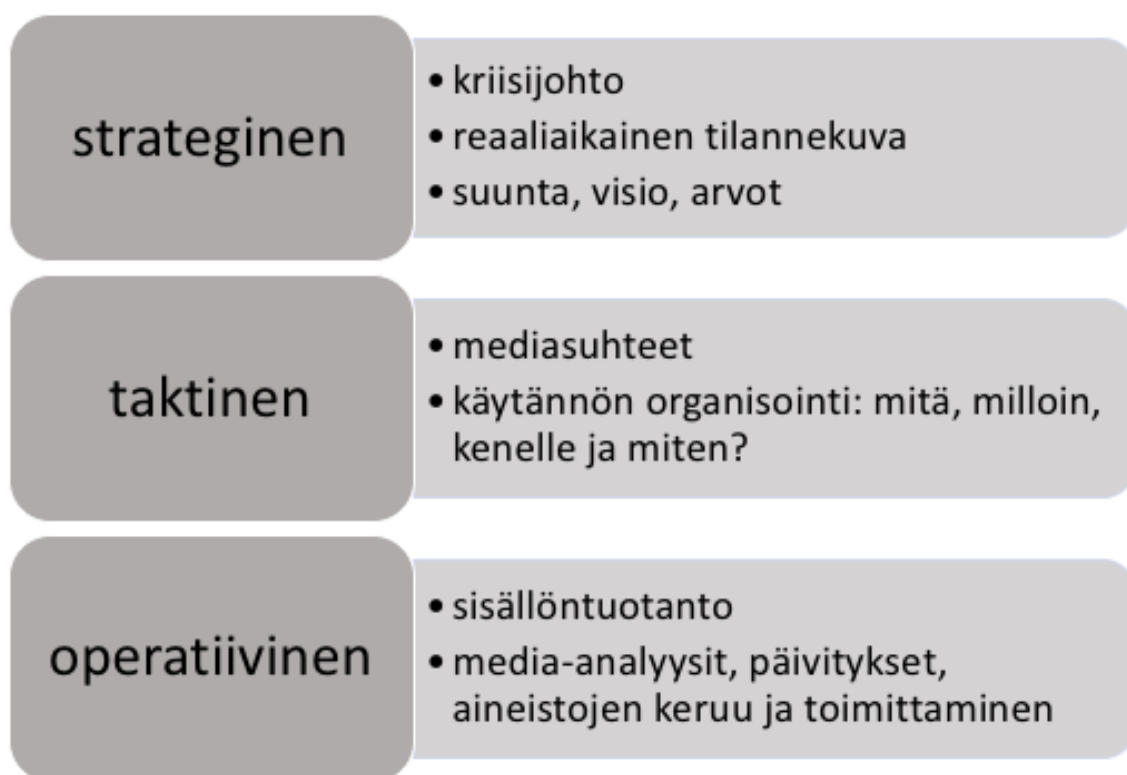 strateginen
• kriisijohto
• reaaliaikainen tilannekuva
• suunta, visio, arvot
taktinen
• mediasuhteet
• käytännön organisointi: mitä, milloin,
kenelle ja miten?
operatiivinen
• sisällöntuotanto
• media-analyysit, päivitykset,
aineistojen keruu ja toimittaminen